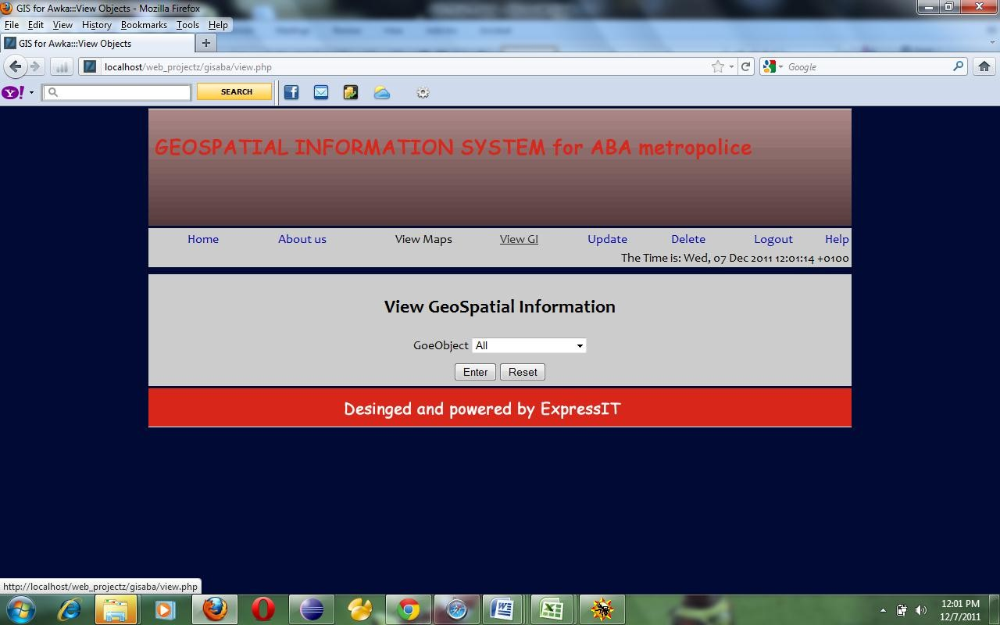 GIS for Awka:::View Objects - Mozilla Firefox
File Edit View History Bookmarks Tools Help
GIS for Awka:::View Objects
localhost/web_projectz/gisaba/view.php
Google
Y!
SEARCH
GEOSPATIAL INFORMATION SYSTEM for ABA metropolice
Home About us View Maps View GI Update Delete Logout Help
The Time is: Wed, 07 Dec 2011 12:01:14 +0100
View GeoSpatial Information
GoeObject All
Enter Reset
Desinged and powered by ExpressIT
http://localhost/web_projectz/gisaba/view.php
12:01 PM
12/7/2011